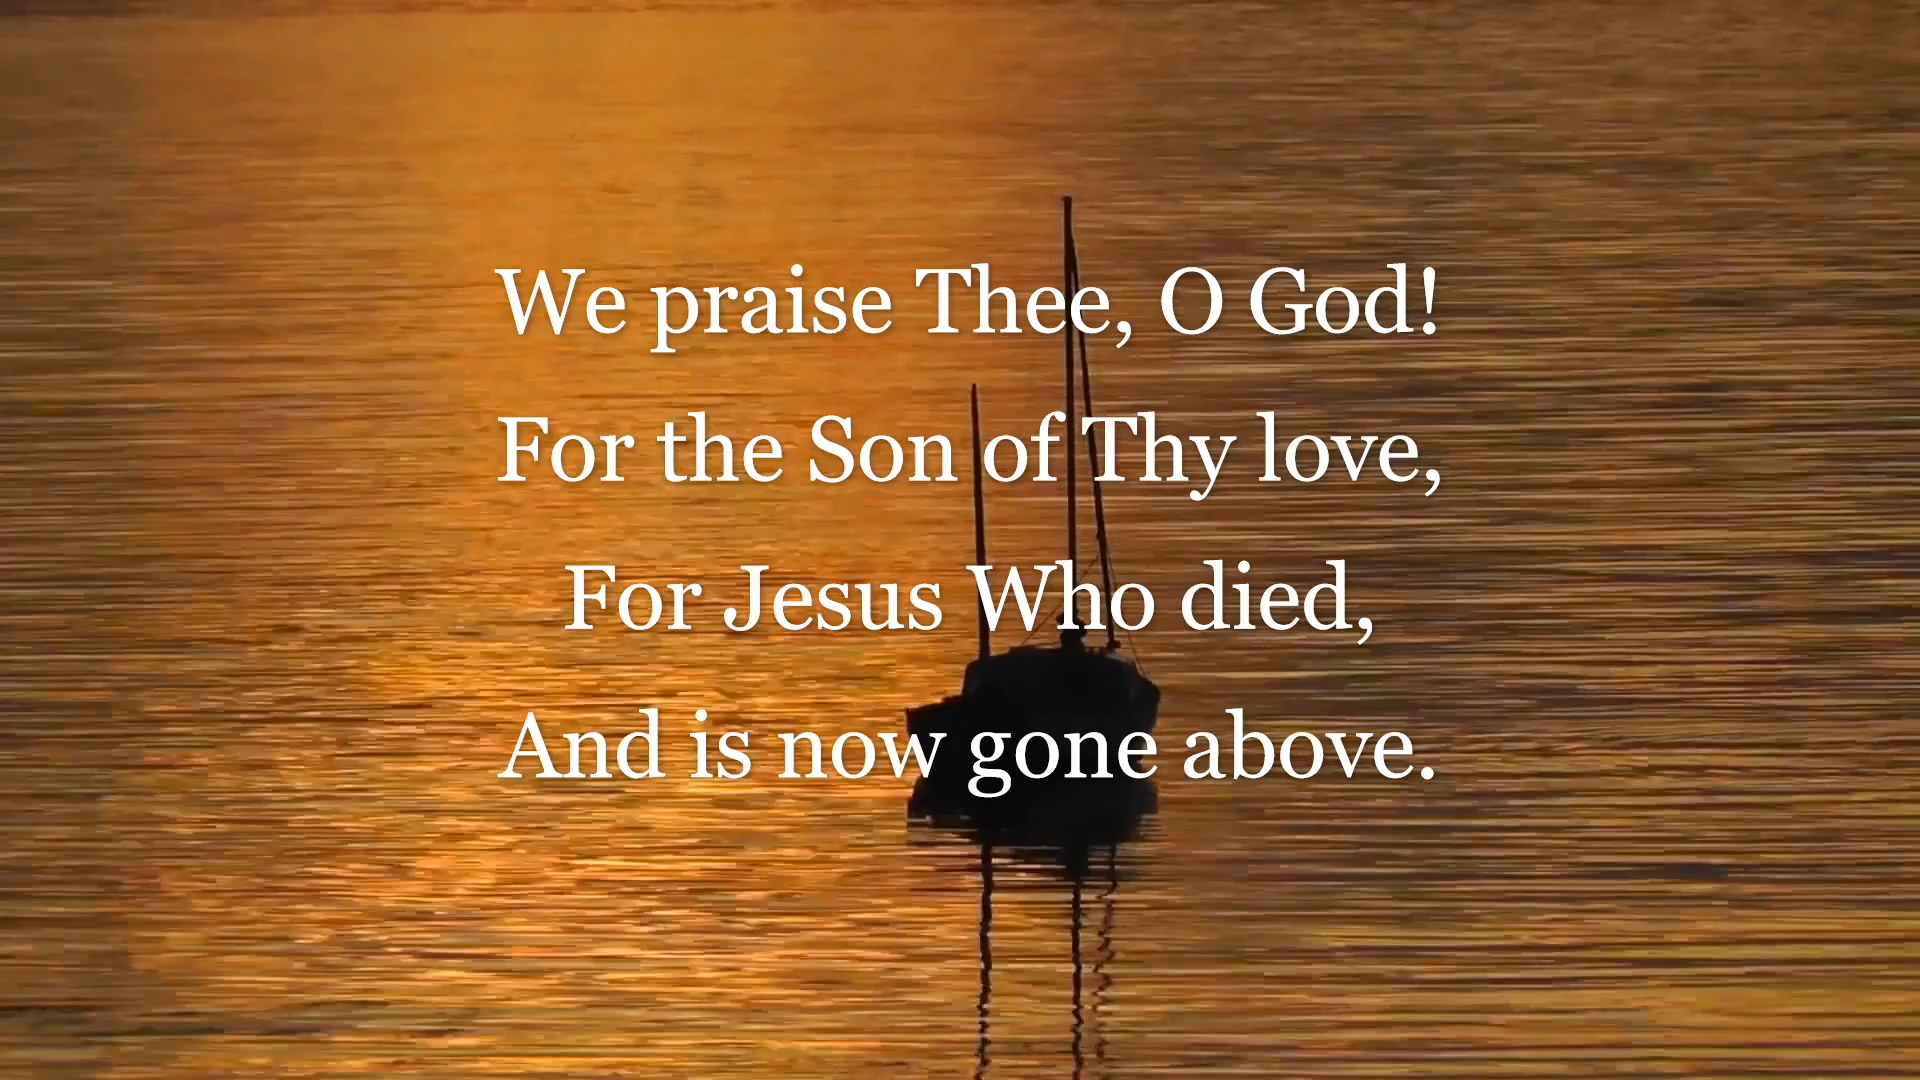 We praise Thee, O God!
For the Son of Thy love,
For Jesus Who died,
And is now gone above.